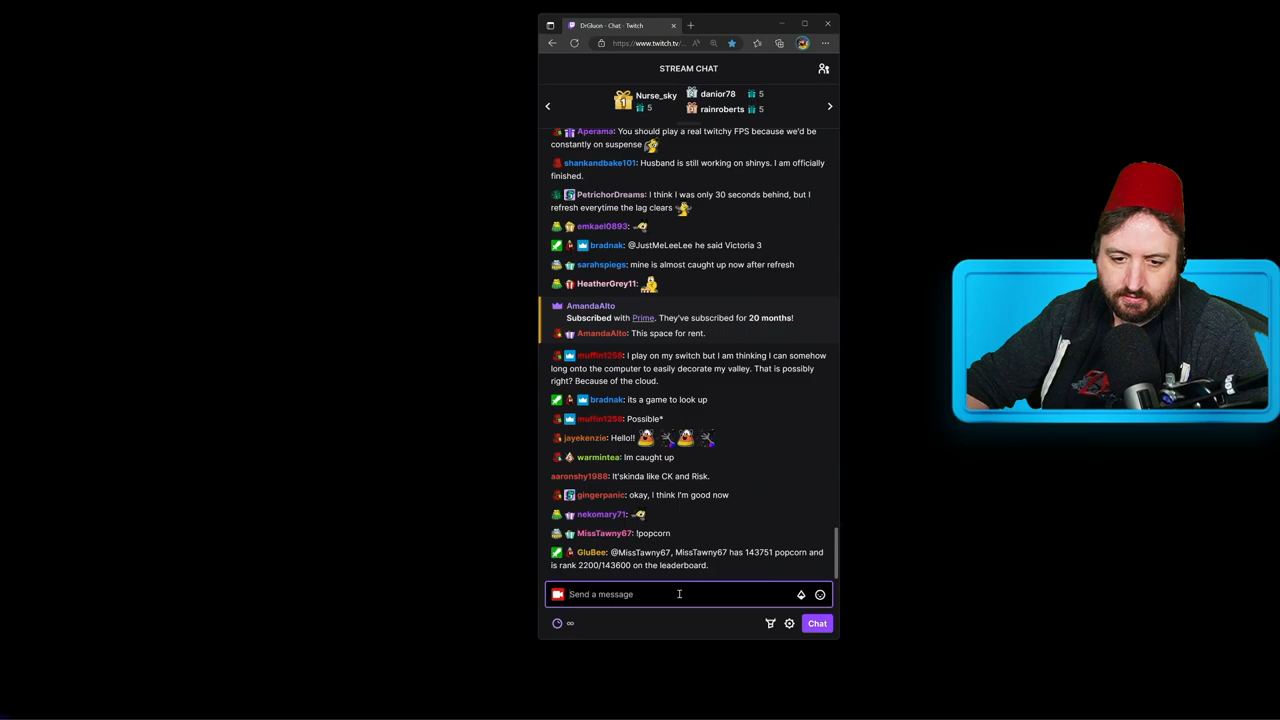 DrGluon - Chat - Twitch
https://www.twitch.tv/...
STREAM CHAT
Nurse_sky
5
danior78 5
rainroberts 5
Aperama: You should play a real twitchy FPS because we'd be
constantly on suspense
shankandbake101: Husband is still working on shinys. I am officially
finished.
PetrichorDreams: I think I was only 30 seconds behind, but I
refresh everytime the lag clears
emkael0893:
bradnak: @JustMeLeeLee he said Victoria 3
sarahspiegs: mine is almost caught up now after refresh
HeatherGrey11:
AmandaAlto
Subscribed with Prime. They've subscribed for 20 months!
AmandaAlto: This space for rent.
muffin1258: I play on my switch but I am thinking I can somehow
long onto the computer to easily decorate my valley. That is possibly
right? Because of the cloud.
bradnak: its a game to look up
muffin1258: Possible*
jayekenzie: Hello!!
warmintea: Im caught up
aaronshy1988: It'skinda like CK and Risk.
gingerpanic: okay, I think I'm good now
nekomary71:
MissTawny67: !popcorn
GluBee: @MissTawny67, MissTawny67 has 143751 popcorn and
is rank 2200/143600 on the leaderboard.
Send a message
∞
Chat